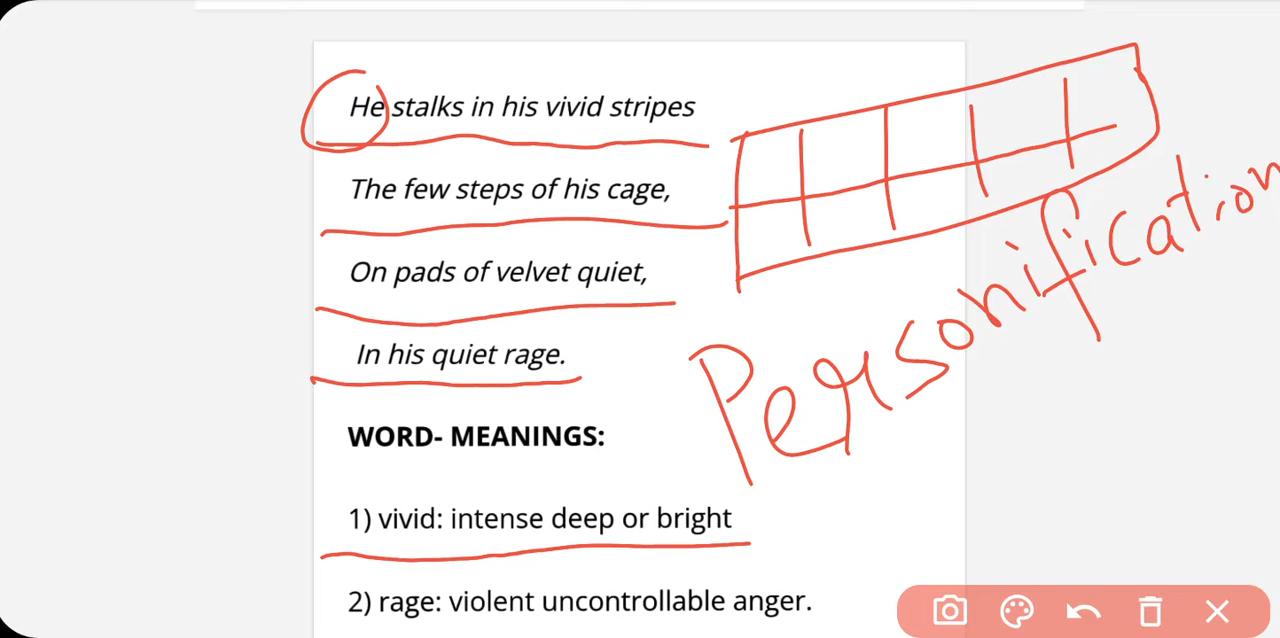 He stalks in his vivid stripes
The few steps of his cage,
On pads of velvet quiet,
In his quiet rage.
Personification
WORD- MEANINGS:
1) vivid: intense deep or bright
2) rage: violent uncontrollable anger.